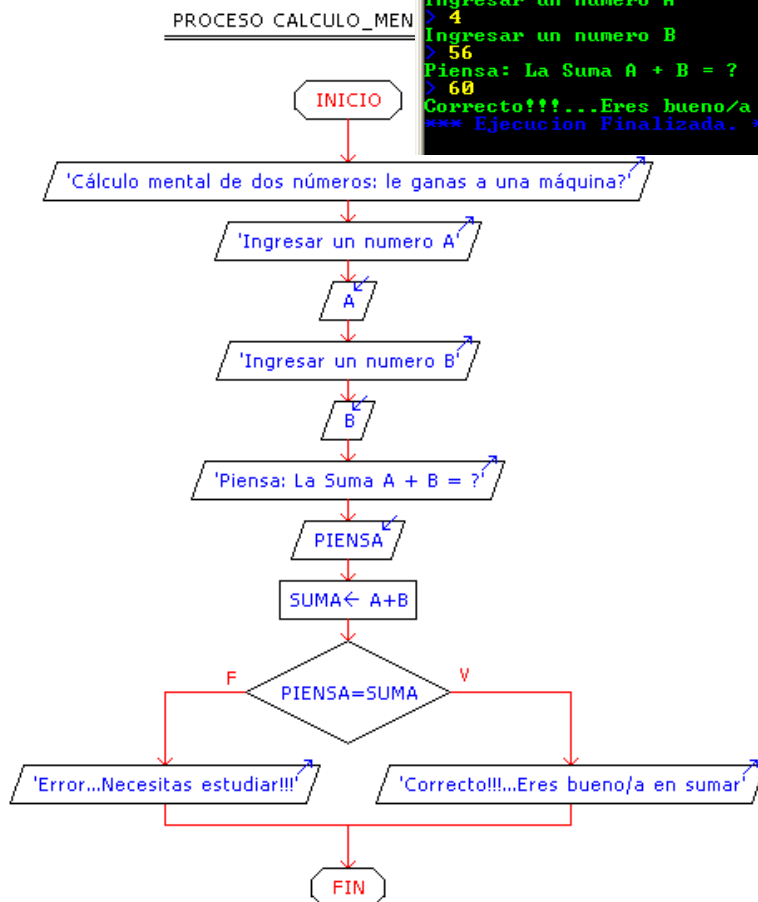 PROCESO CALCULO_MEN
Ingresar un numero A
> 4
Ingresar un numero B
> 56
Piensa: La Suma A + B = ?
> 60
Correcto!!!...Eres bueno/a
*** Ejecucion Finalizada. *
INICIO
'Cálculo mental de dos números: le ganas a una máquina?'
'Ingresar un numero A'
A
'Ingresar un numero B'
B
'Piensa: La Suma A + B = ?'
PIENSA
SUMA← A+B
F
V
PIENSA=SUMA
'Error...Necesitas estudiar!!!'
'Correcto!!!...Eres bueno/a en sumar'
FIN